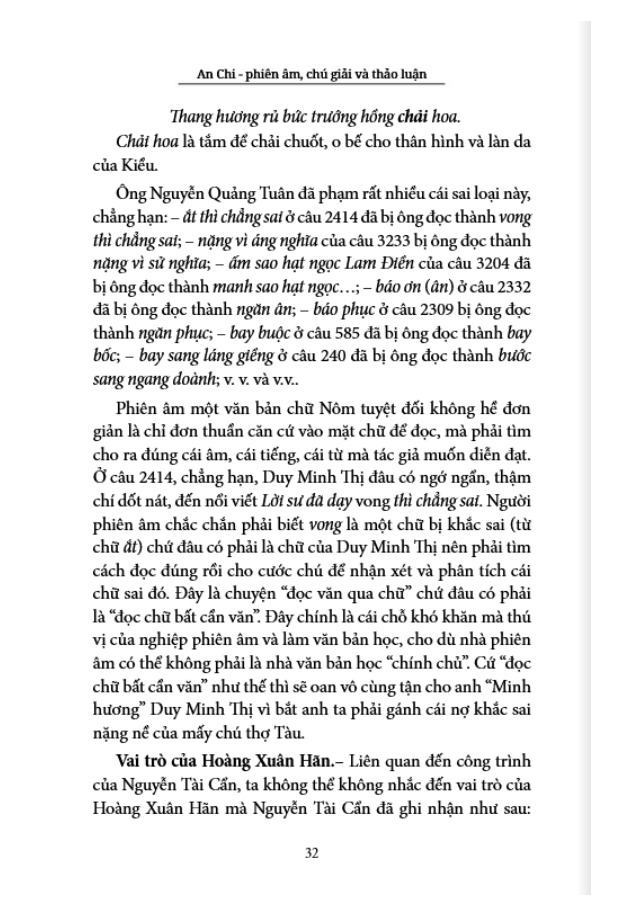 An Chi - phiên âm, chú giải và thảo luận
Thang hương rủ bức trướng hồng chải hoa.
Chải hoa là tắm để chải chuốt, o bế cho thân hình và làn da
của Kiều.
Ông Nguyễn Quảng Tuân đã phạm rất nhiều cái sai loại này,
chẳng hạn: – ắt thì chẳng sai ở câu 2414 đã bị ông đọc thành vong
thì chẳng sai; – nặng vì áng nghĩa của câu 3233 bị ông đọc thành
nặng vì sử nghĩa; – ấm sao hạt ngọc Lam Điền của câu 3204 đã
bị ông đọc thành manh sao hạt ngọc…; – báo ơn (ân) ở câu 2332
đã bị ông đọc thành ngăn ân; – báo phục ở câu 2309 bị ông đọc
thành ngăn phục; – bay buộc ở câu 585 đã bị ông đọc thành bay
bốc; – bay sang láng giềng ở câu 240 đã bị ông đọc thành bước
sang ngang doành; v. v. và v.v..
Phiên âm một văn bản chữ Nôm tuyệt đối không hề đơn
giản là chỉ đơn thuần căn cứ vào mặt chữ để đọc, mà phải tìm
cho ra đúng cái âm, cái tiếng, cái từ mà tác giả muốn diễn đạt.
Ở câu 2414, chẳng hạn, Duy Minh Thị đâu có ngớ ngẩn, thậm
chí dốt nát, đến nỗi viết Lời sư đã dạy vong thì chẳng sai. Người
phiên âm chắc chắn phải biết vong là một chữ bị khắc sai (từ
chữ ắt) chứ đâu có phải là chữ của Duy Minh Thị nên phải tìm
cách đọc đúng rồi cho cước chú để nhận xét và phân tích cái
chữ sai đó. Đây là chuyện “đọc văn qua chữ” chứ đâu có phải
là “đọc chữ bất cần văn”. Đây chính là cái chỗ khó khăn mà thú
vị của nghiệp phiên âm và làm văn bản học, cho dù nhà phiên
âm có thể không phải là nhà văn bản học “chính chủ”. Cứ “đọc
chữ bất cần văn” như thế thì sẽ oan vô cùng tận cho anh “Minh
hương” Duy Minh Thị vì bắt anh ta phải gánh cái nợ khắc sai
nặng nề của mấy chú thợ Tàu.
Vai trò của Hoàng Xuân Hãn.– Liên quan đến công trình
của Nguyễn Tài Cẩn, ta không thể không nhắc đến vai trò của
Hoàng Xuân Hãn mà Nguyễn Tài Cẩn đã ghi nhận như sau:
32